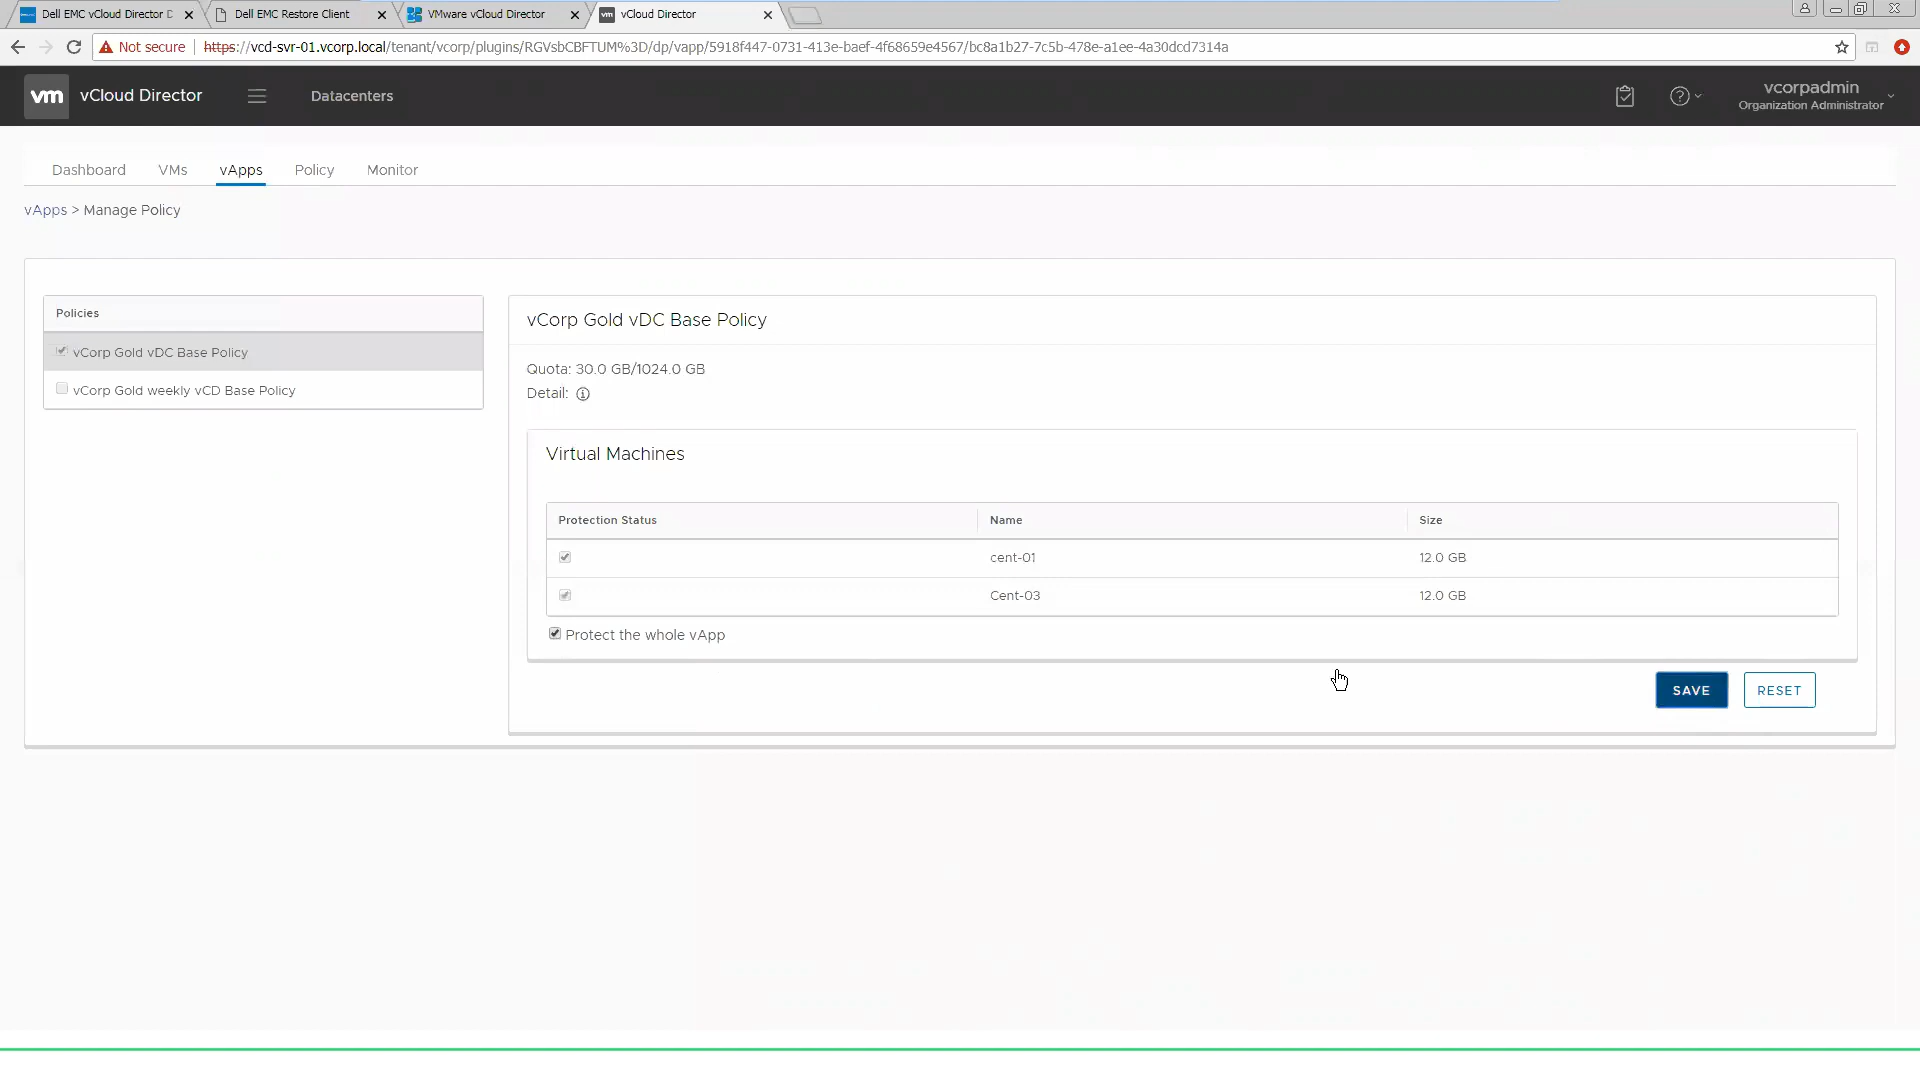 Dell EMC vCloud Director D
Dell EMC Restore Client
VMware vCloud Director
vCloud Director
Not secure
https://vcd-svr-01.vcorp.local/tenant/vcorp/plugins/RGVsbCBFTUM%3D/dp/vapp/5918f447-0731-413e-baef-4f68659e4567/bc8a1b27-7c5b-478e-a1ee-4a30dcd7314a
vm
vCloud Director
Datacenters
vcorpadmin
Organization Administrator
Dashboard
VMs
vApps
Policy
Monitor
vApps > Manage Policy
Policies
vCorp Gold vDC Base Policy
vCorp Gold weekly vCD Base Policy
vCorp Gold vDC Base Policy
Quota: 30.0 GB/1024.0 GB
Detail:
Virtual Machines
Protection Status
Name
Size
cent-01
12.0 GB
Cent-03
12.0 GB
Protect the whole vApp
SAVE
RESET